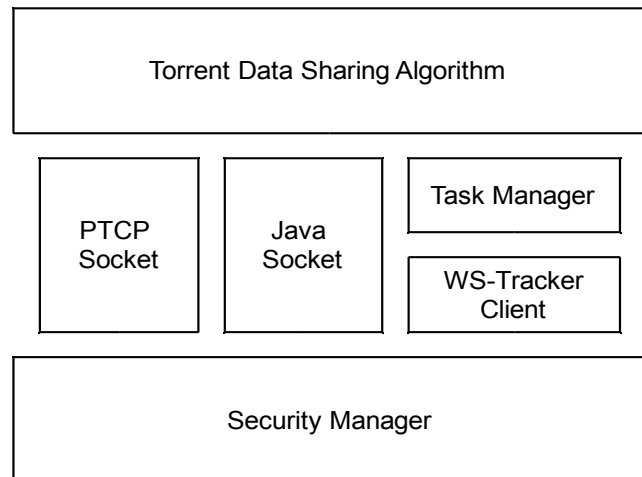 Torrent Data Sharing Algorithm
PTCP
Socket
Java
Socket
Task Manager
WS-Tracker
Client
Security Manager